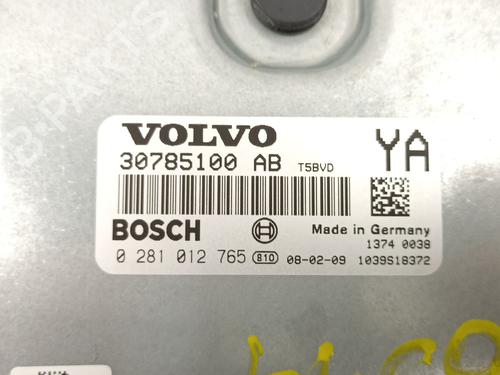 VOLVO
30785100 AB T5BVD
YA
BOSCH
Made in Germany
1374 0038
0 281 012 765 810 08-02-09 1039S18372